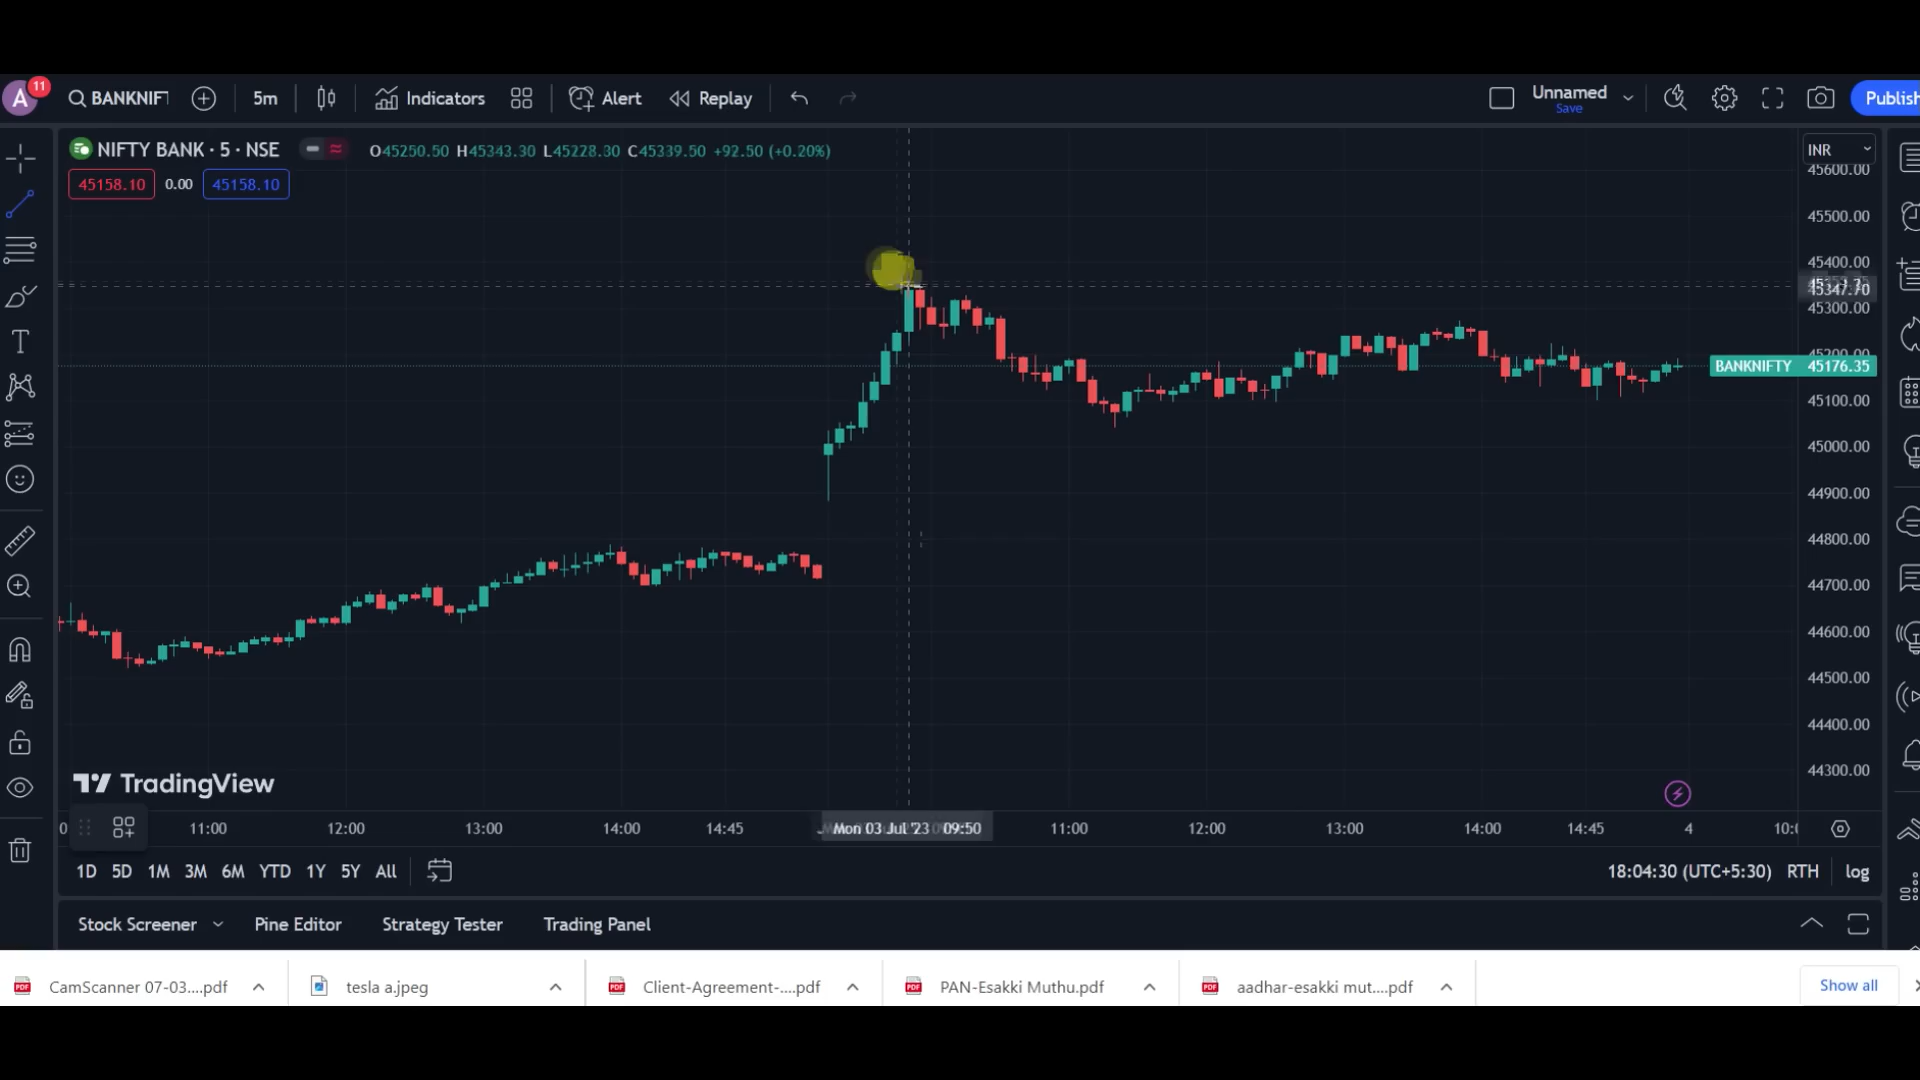 A 11 BANKNIFT 5m Indicators Alert Replay Unnamed Save Publish
NIFTY BANK · 5 · NSE O45250.50 H45343.30 L45228.30 C45339.50 +92.50 (+0.20%) INR
45158.10 0.00 45158.10
45600.00
45500.00
45400.00
45347.70
45300.00
45200.00
BANKNIFTY 45176.35
45100.00
45000.00
44900.00
44800.00
44700.00
44600.00
44500.00
44400.00
44300.00
TradingView
11:00 12:00 13:00 14:00 14:45 Mon 03 Jul '23 09:50 11:00 12:00 13:00 14:00 14:45 4 10:
1D 5D 1M 3M 6M YTD 1Y 5Y All 18:04:30 (UTC+5:30) RTH log
Stock Screener Pine Editor Strategy Tester Trading Panel
CamScanner 07-03....pdf tesla a.jpeg Client-Agreement-....pdf PAN-Esakki Muthu.pdf aadhar-esakki mut....pdf Show all